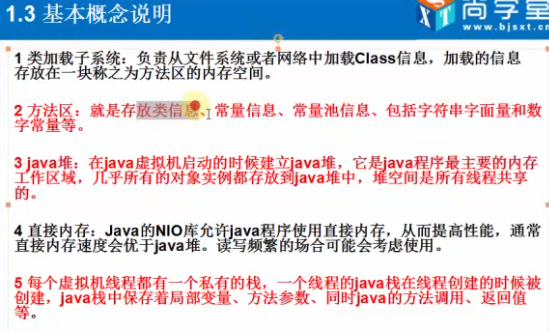 1.3 基本概念说明
尚学堂
www.bjsxt.com
1 类加载子系统：负责从文件系统或者网络中加载Class信息，加载的信息
存放在一块称之为方法区的内存空间。
2 方法区：就是存放类信息、常量信息、常量池信息、包括字符串字面量和数
字常量等。
3 java堆：在java虚拟机启动的时候建立java堆，它是java程序最主要的内存
工作区域，几乎所有的对象实例都存放到java堆中，堆空间是所有线程共享
的。
4 直接内存：Java的NIO库允许java程序使用直接内存，从而提高性能，通常
直接内存速度会优于java堆。读写频繁的场合可能会考虑使用。
5 每个虚拟机线程都有一个私有的栈，一个线程的java栈在线程创建的时候被
创建，java栈中保存着局部变量、方法参数、同时java的方法调用、返回值
等。